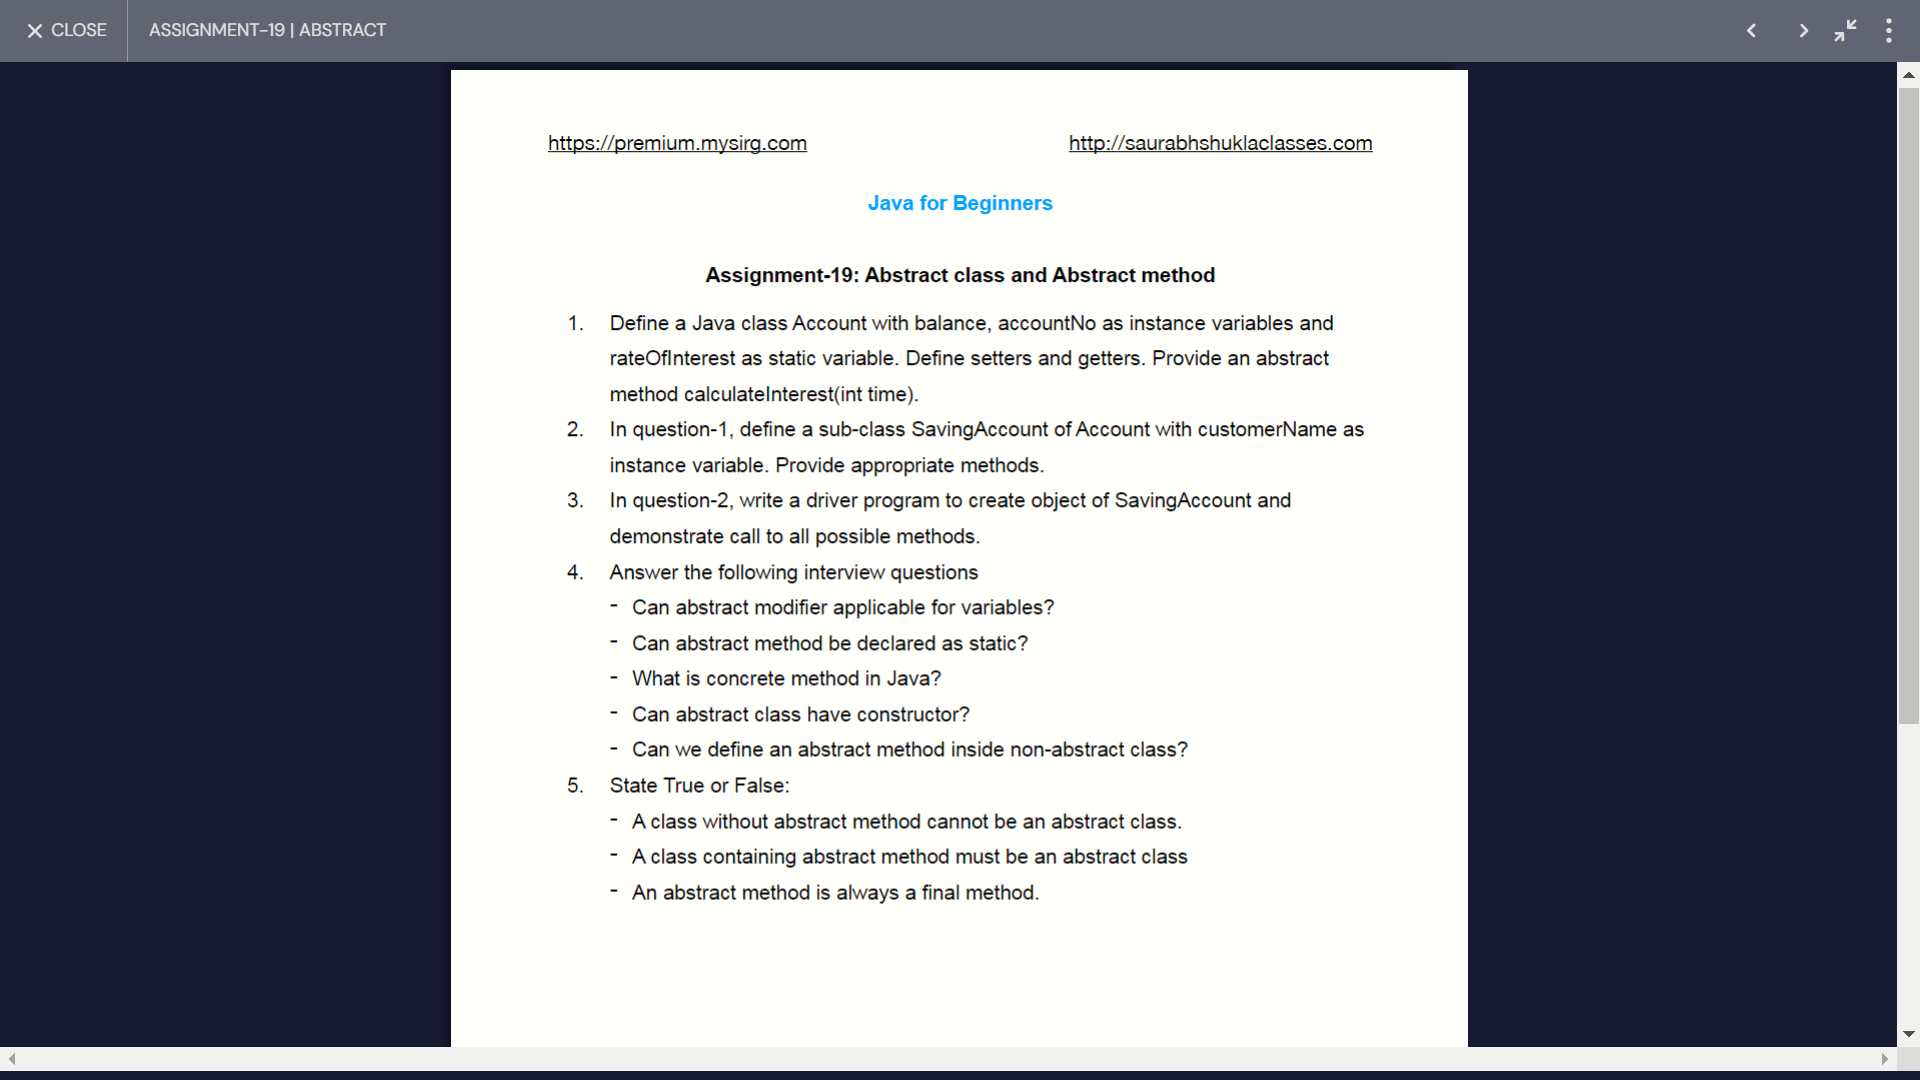 CLOSE
ASSIGNMENT-19 | ABSTRACT
https://premium.mysirg.com
http://saurabhshuklaclasses.com
Java for Beginners
Assignment-19: Abstract class and Abstract method
1. Define a Java class Account with balance, accountNo as instance variables and
rateOfInterest as static variable. Define setters and getters. Provide an abstract
method calculateInterest(int time).
2. In question-1, define a sub-class SavingAccount of Account with customerName as
instance variable. Provide appropriate methods.
3. In question-2, write a driver program to create object of SavingAccount and
demonstrate call to all possible methods.
4. Answer the following interview questions
- Can abstract modifier applicable for variables?
- Can abstract method be declared as static?
- What is concrete method in Java?
- Can abstract class have constructor?
- Can we define an abstract method inside non-abstract class?
5. State True or False:
- A class without abstract method cannot be an abstract class.
- A class containing abstract method must be an abstract class
- An abstract method is always a final method.